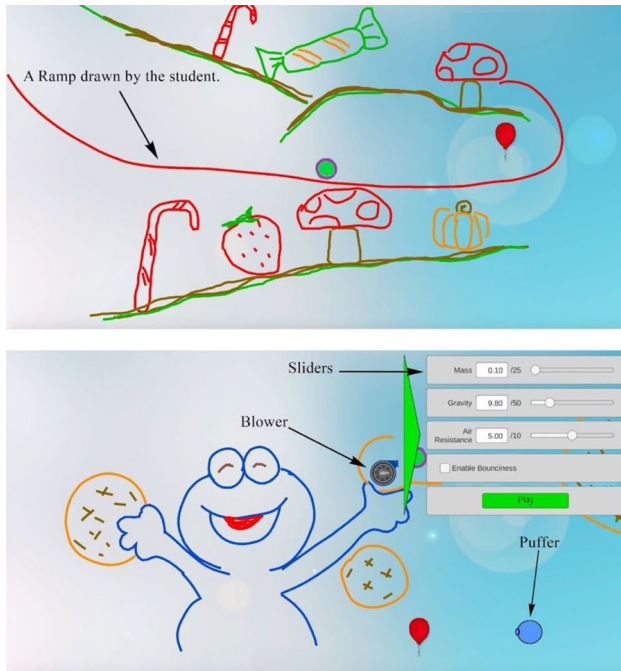 A Ramp drawn by the student.
Sliders
Mass 0.10 /25
Gravity 9.80 /50
Blower
Air
Resistance 5.00 /10
Enable Bounciness
Play
Puffer